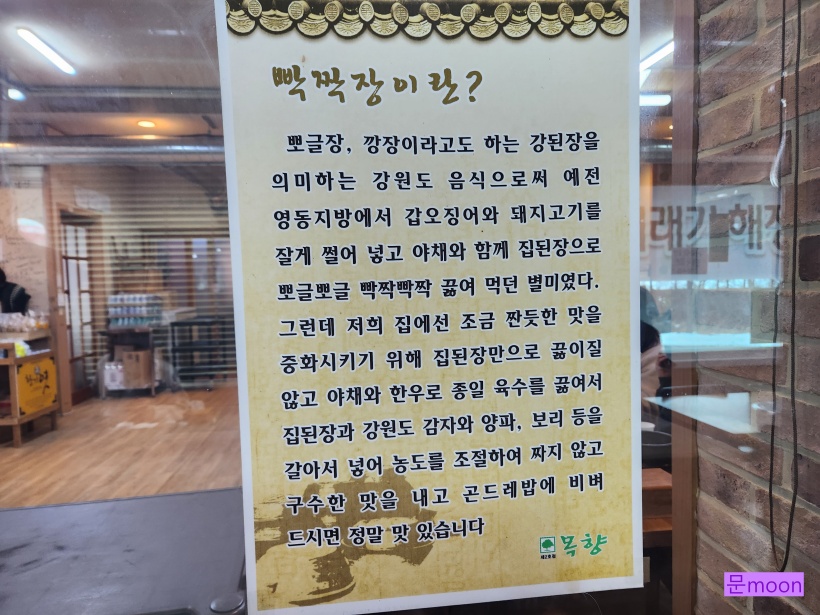 빡짝장이란?
뽀글장, 깡장이라고도 하는 강된장을
의미하는 강원도 음식으로써 예전
영동지방에서 갑오징어와 돼지고기를
잘게 썰어 넣고 야채와 함께 집된장으로
뽀글뽀글 빡짝빡짝 끓여 먹던 별미였다.
그런데 저희 집에선 조금 짠듯한 맛을
중화시키기 위해 집된장만으로 끓이질
않고 야채와 한우로 종일 육수를 끓여서
집된장과 강원도 감자와 양파, 보리 등을
갈아서 넣어 농도를 조절하여 짜지 않고
구수한 맛을 내고 곤드레밥에 비벼
드시면 정말 맛 있습니다
목향
문moon